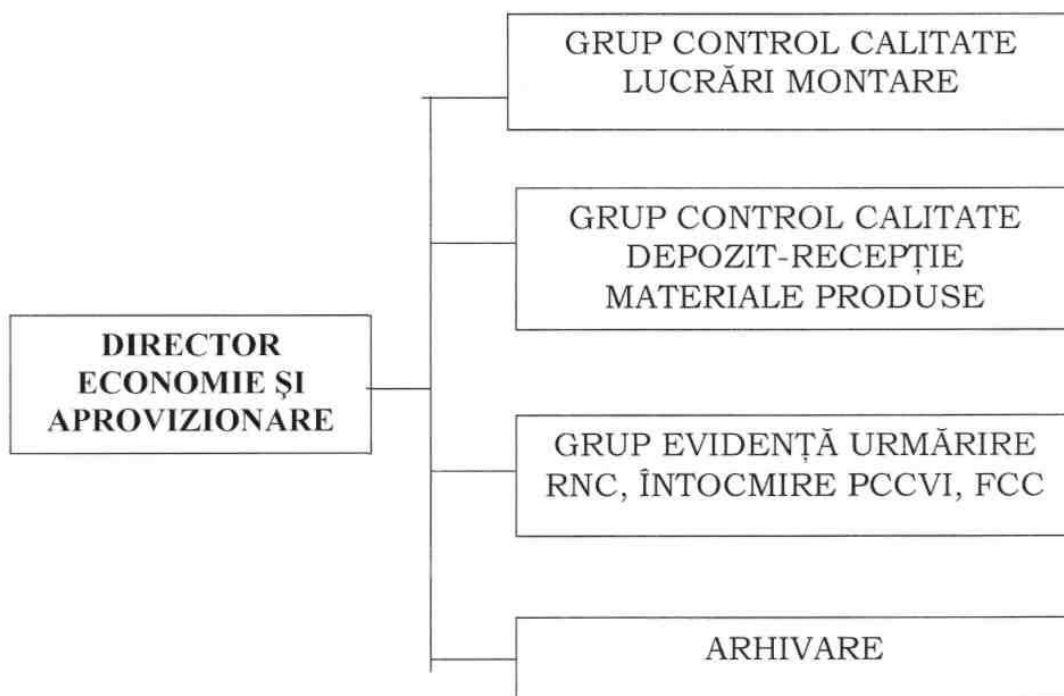 GRUP CONTROL CALITATE
LUCRĂRI MONTARE
GRUP CONTROL CALITATE
DEPOZIT-RECEPȚIE
MATERIALE PRODUSE
DIRECTOR
ECONOMIE ȘI
APROVIZIONARE
GRUP EVIDENȚĂ URMĂRIRE
RNC, ÎNTOCMIRE PCCVI, FCC
ARHIVARE